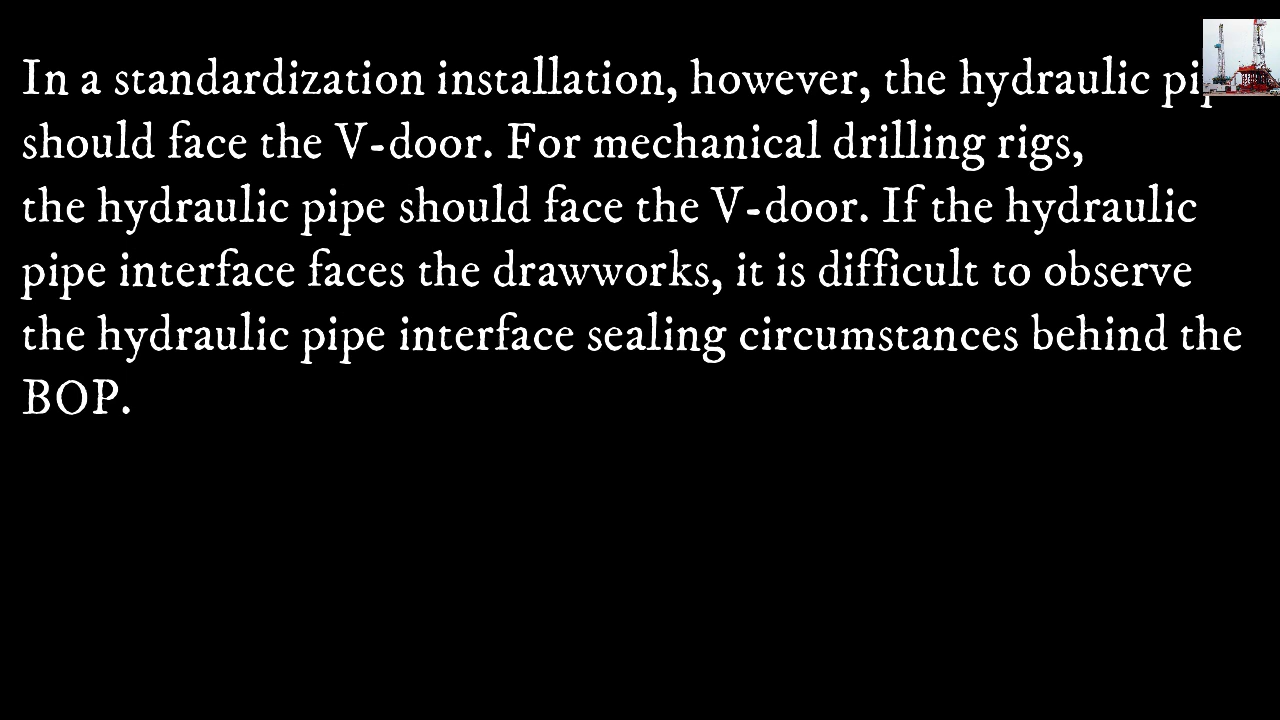 In a standardization installation, however, the hydraulic
should face the V-door. For mechanical drilling rigs,
the hydraulic pipe should face the V-door. If the hydraulic
pipe interface faces the drawworks, it is difficult to observe
the hydraulic pipe interface sealing circumstances behind the
BOP.